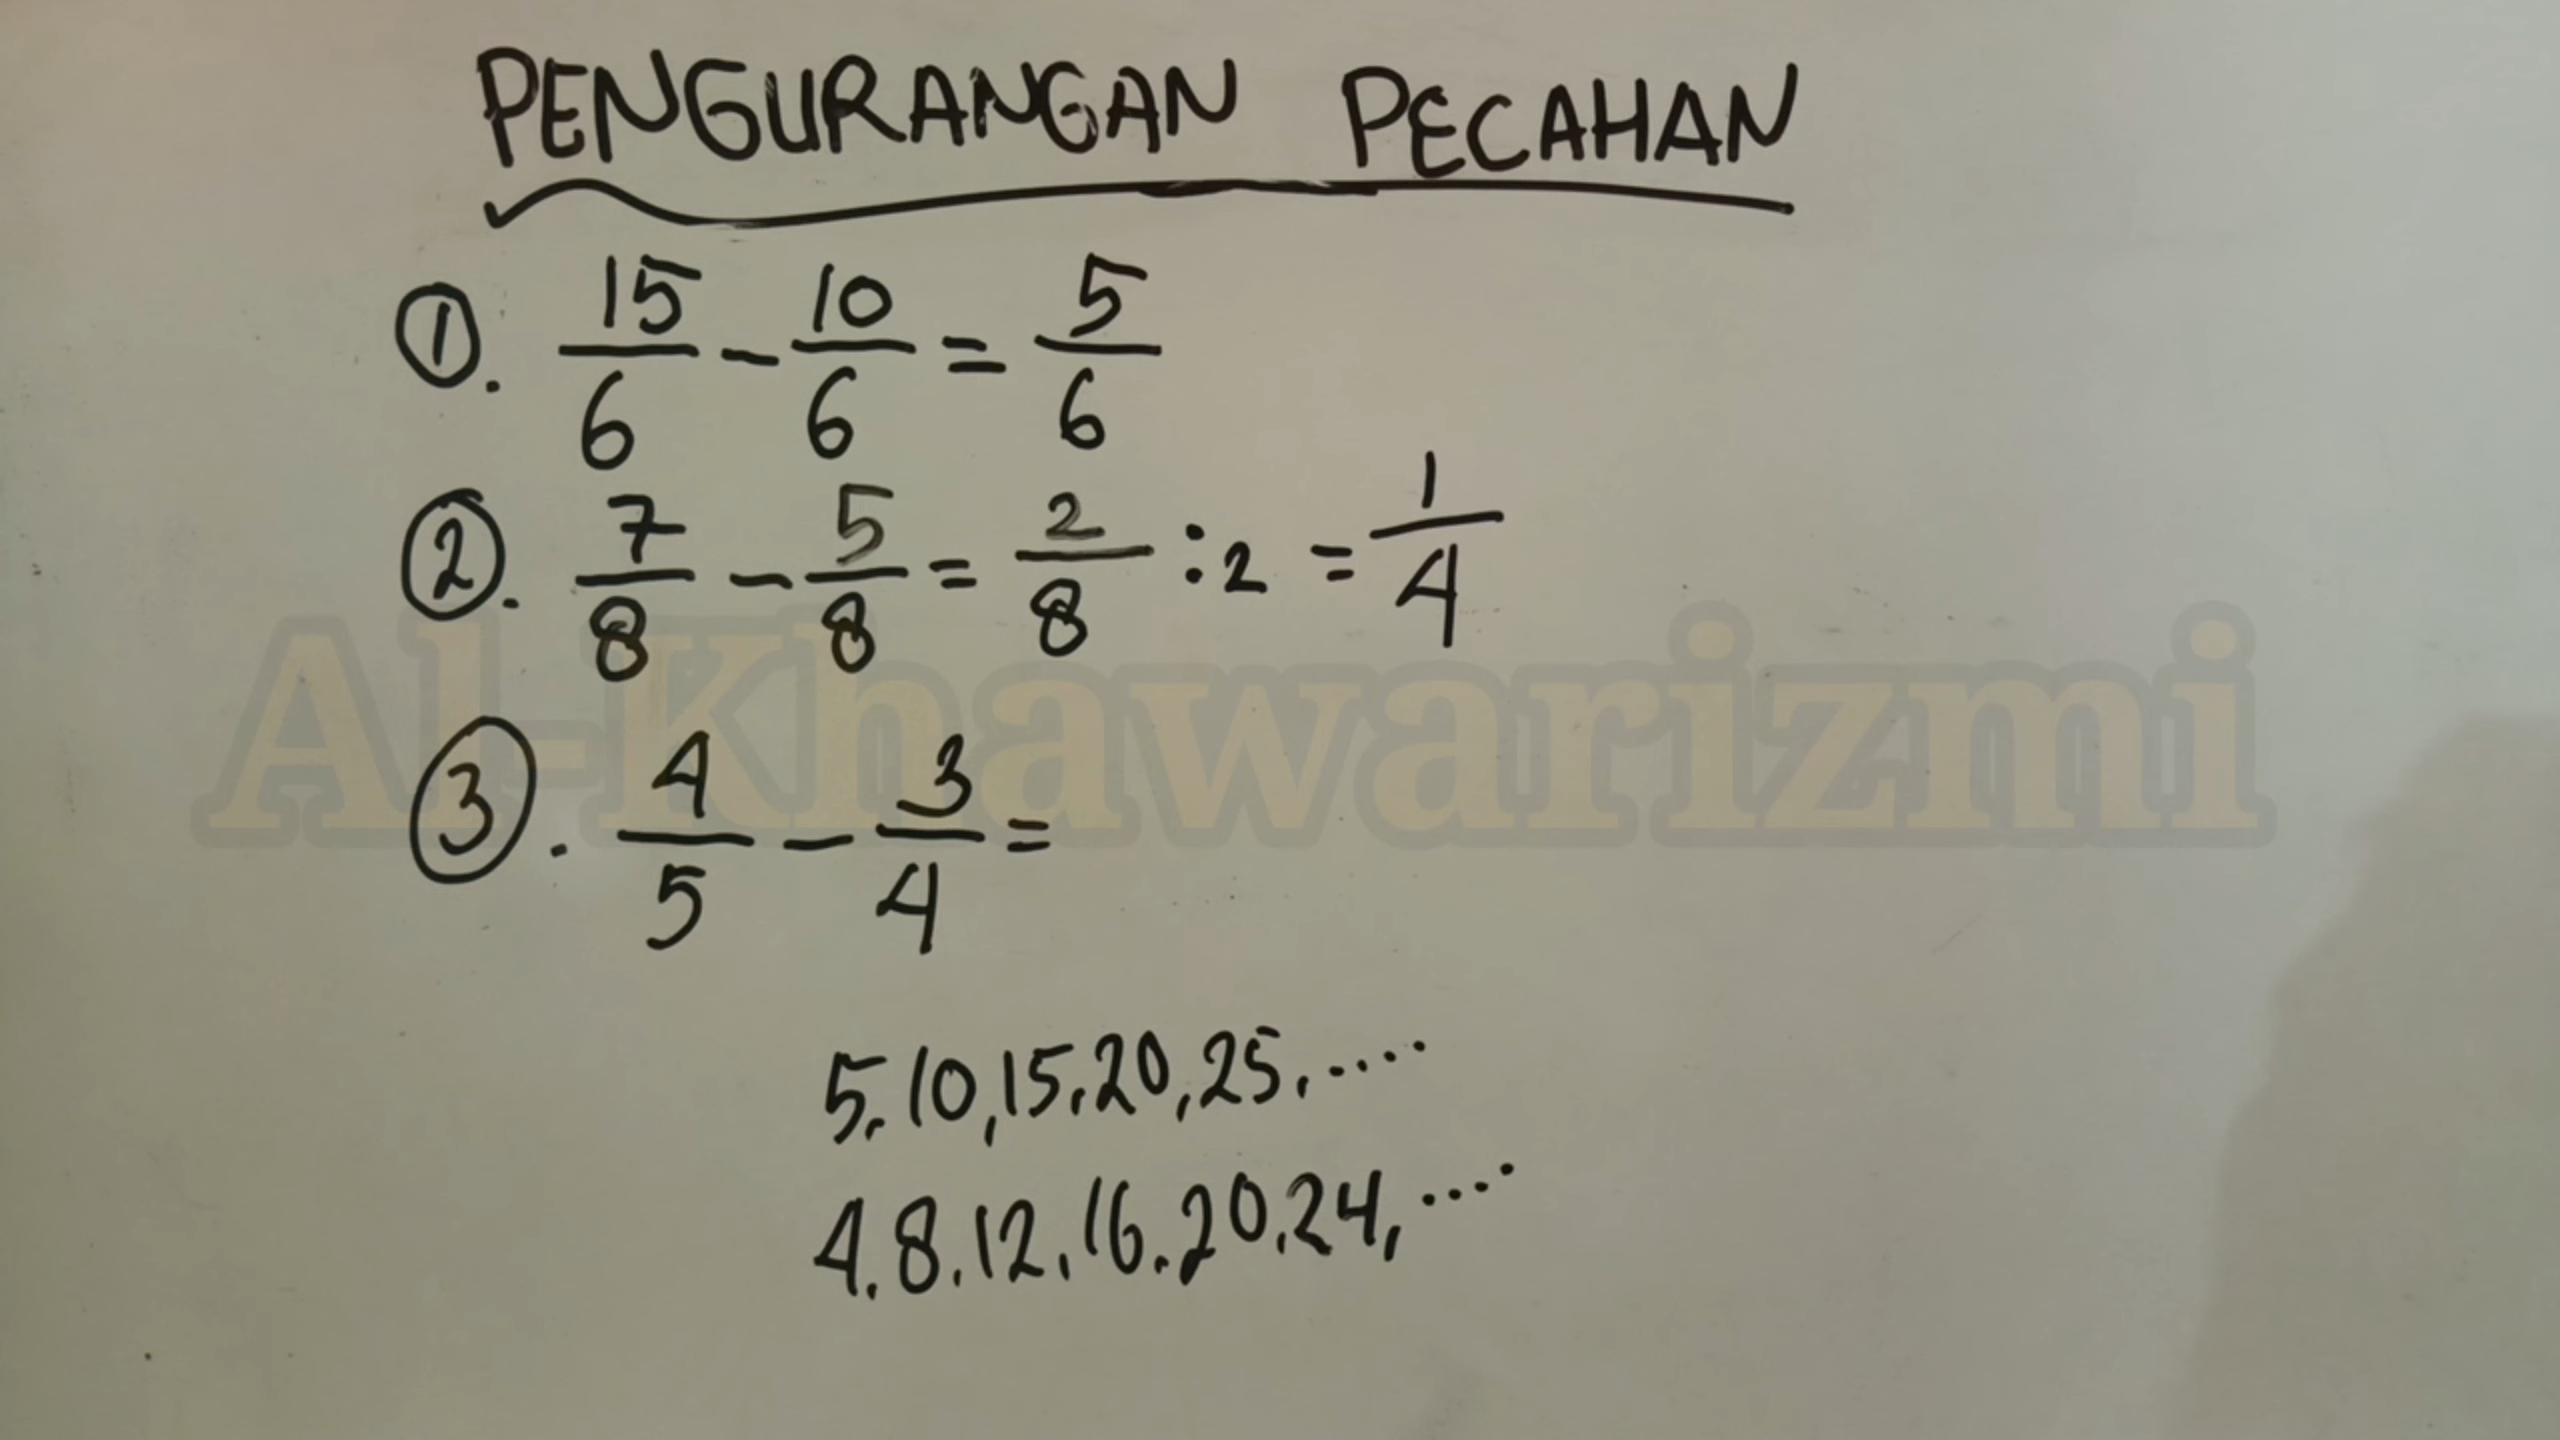 PENGURANGAN PECAHAN
1. 15/6 - 10/6 = 5/6
2. 7/8 - 5/8 = 2/8 : 2 = 1/4
Al-Khawarizmi
3. 4/5 - 3/4 =
5, 10, 15, 20, 25, .....
4, 8, 12, 16, 20, 24, ....